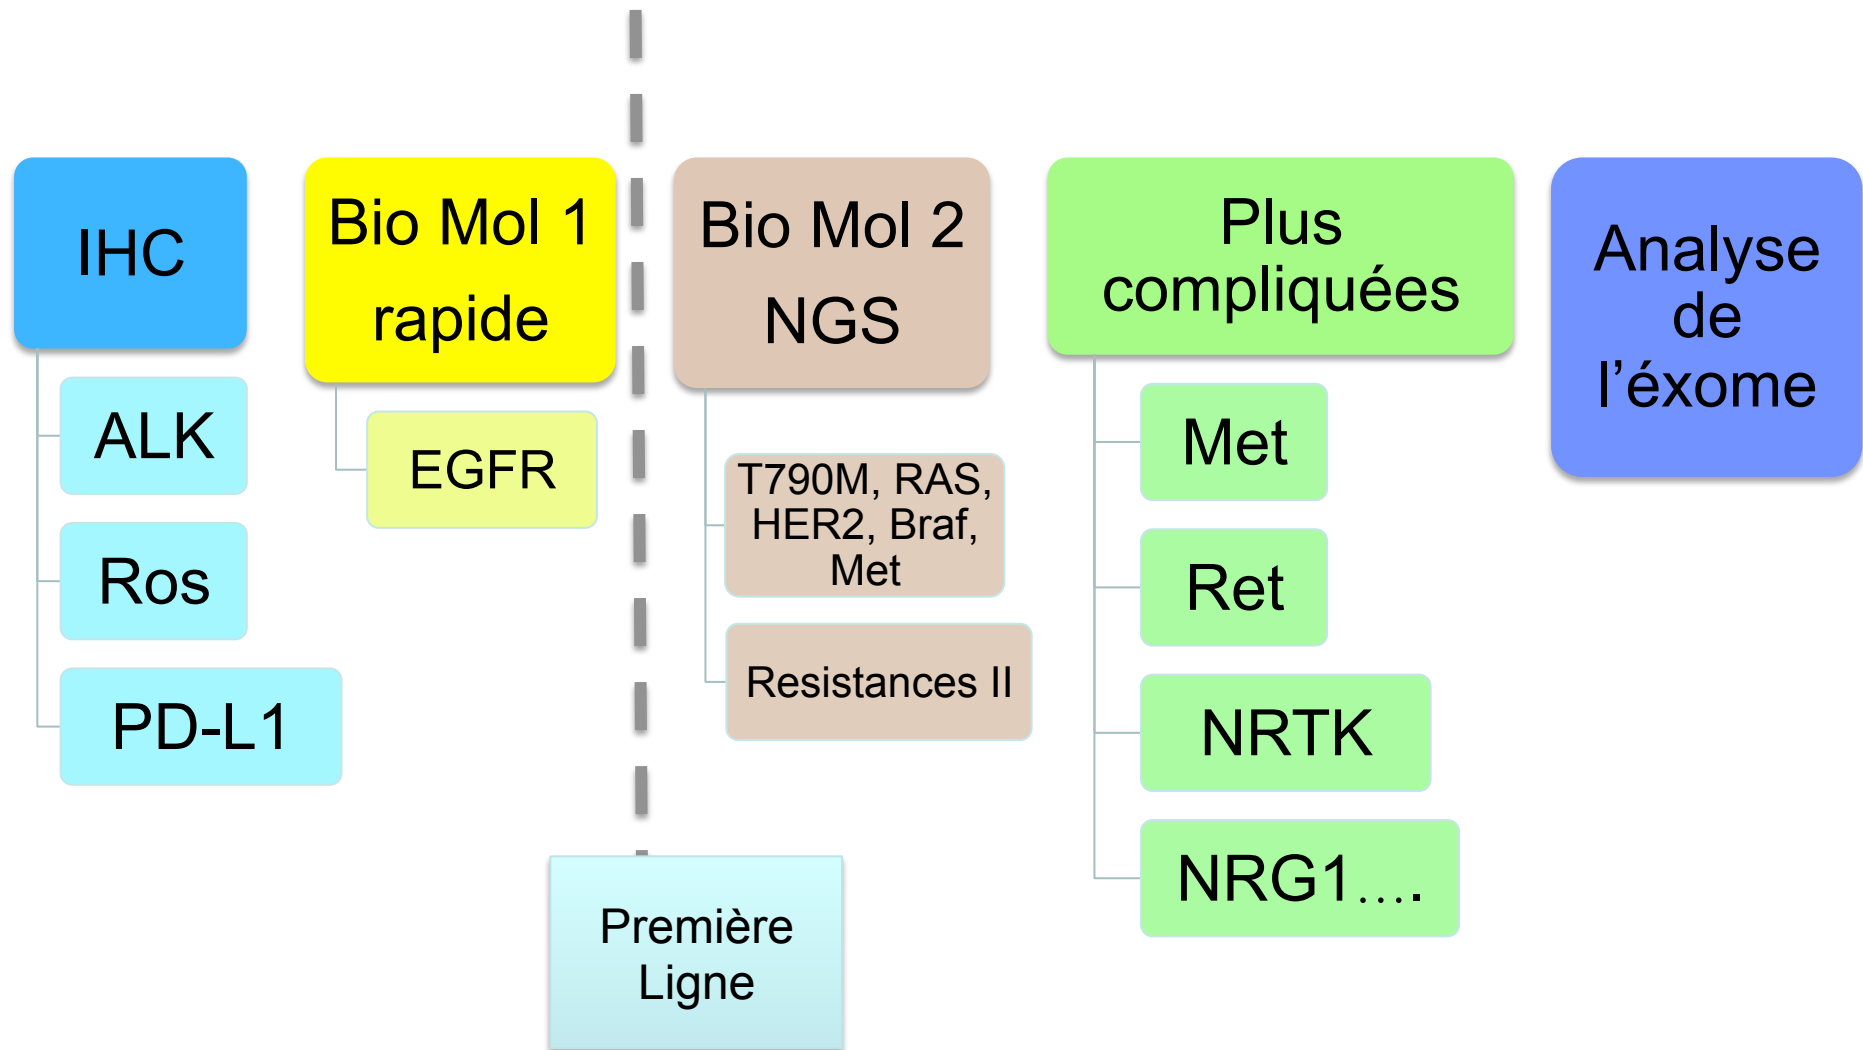 IHC
ALK
Ros
PD-L1
Bio Mol 1
rapide
EGFR
Bio Mol 2
NGS
T790M, RAS,
HER2, Braf,
Met
Resistances II
Plus
compliquées
Met
Ret
NRTK
NRG1....
Analyse
de
l’éxome
Première
Ligne